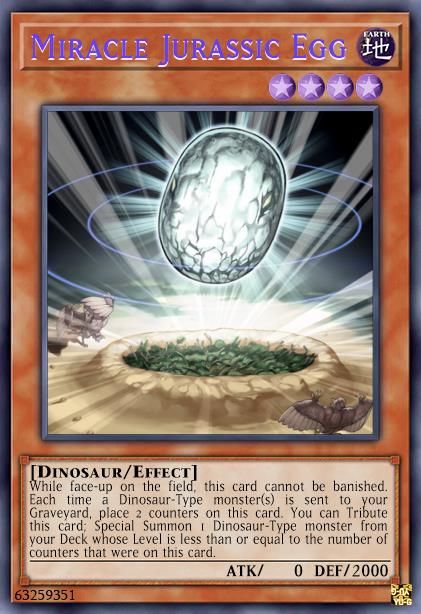 Miracle Jurassic Egg
EARTH
地
[Dinosaur/Effect]
While face-up on the field, this card cannot be banished.
Each time a Dinosaur-Type monster(s) is sent to your
Graveyard, place 2 counters on this card. You can Tribute
this card; Special Summon 1 Dinosaur-Type monster from
your Deck whose Level is less than or equal to the number of
counters that were on this card.
ATK/ 0 DEF/2000
63259351